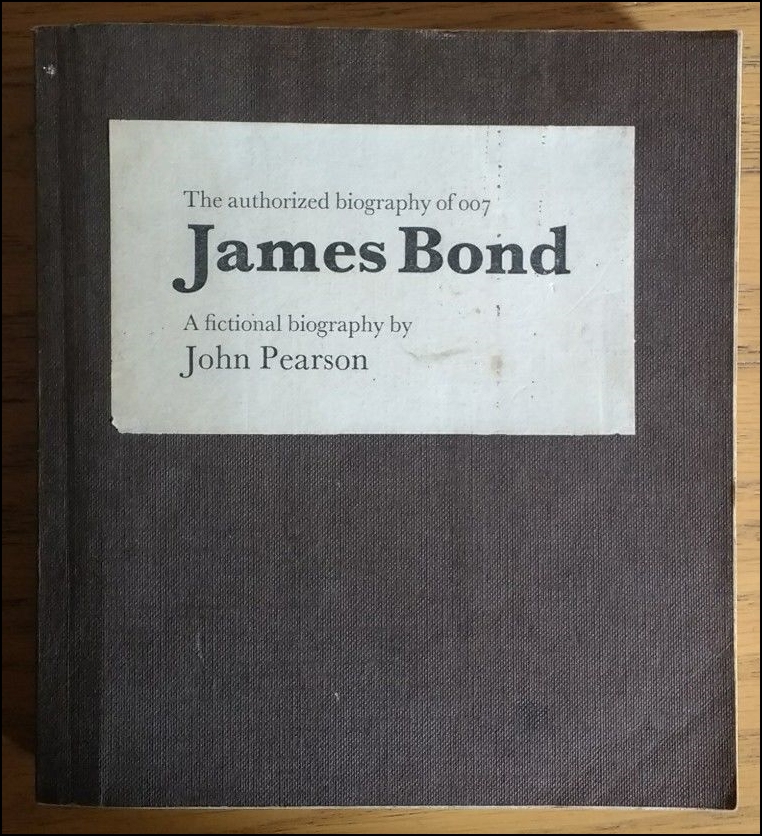 The authorized biography of 007
James Bond
A fictional biography by
John Pearson